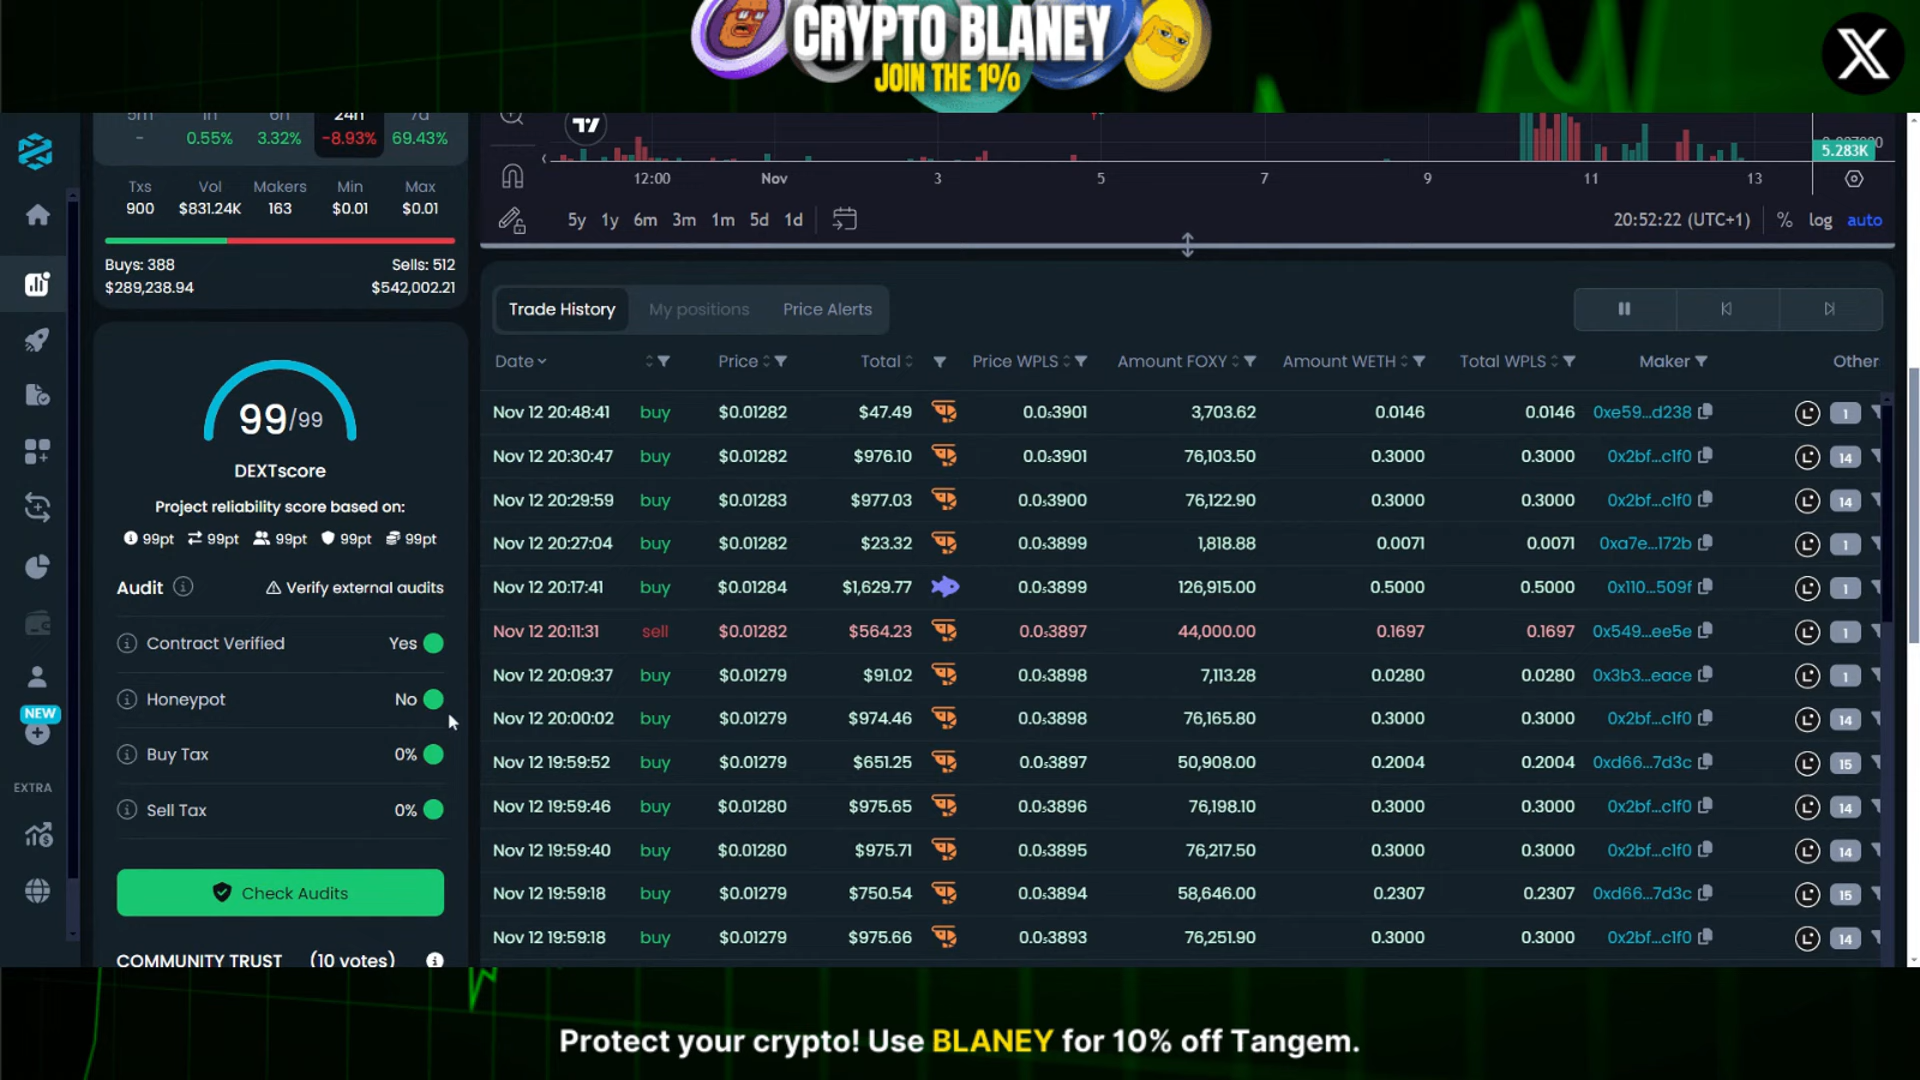 CRYPTO BLANEY
JOIN THE 1%
5m 1h 6h 24h 7d
- 0.55% 3.32% -8.93% 69.43%
Txs Vol Makers Min Max
900 $831.24K 163 $0.01 $0.01
Buys: 388 Sells: 512
$289,238.94 $542,002.21
99/99
DEXTscore
Project reliability score based on:
99pt 99pt 99pt 99pt 99pt
Audit Verify external audits
Contract Verified Yes
Honeypot No
Buy Tax 0%
Sell Tax 0%
Check Audits
COMMUNITY TRUST (10 votes)
NEW
EXTRA
5.283K
12:00 Nov 3 5 7 9 11 13
5y 1y 6m 3m 1m 5d 1d 20:52:22 (UTC+1) % log auto
Trade History My positions Price Alerts
Date Price Total Price WPLS Amount FOXY Amount WETH Total WPLS Maker Other
Nov 12 20:48:41 buy $0.01282 $47.49 0.0₅3901 3,703.62 0.0146 0.0146 0xe59...d238 1
Nov 12 20:30:47 buy $0.01282 $976.10 0.0₅3901 76,103.50 0.3000 0.3000 0x2bf...c1f0 14
Nov 12 20:29:59 buy $0.01283 $977.03 0.0₅3900 76,122.90 0.3000 0.3000 0x2bf...c1f0 14
Nov 12 20:27:04 buy $0.01282 $23.32 0.0₅3899 1,818.88 0.0071 0.0071 0xa7e...172b 1
Nov 12 20:17:41 buy $0.01284 $1,629.77 0.0₅3899 126,915.00 0.5000 0.5000 0x110...509f 1
Nov 12 20:11:31 sell $0.01282 $564.23 0.0₅3897 44,000.00 0.1697 0.1697 0x549...ee5e 1
Nov 12 20:09:37 buy $0.01279 $91.02 0.0₅3898 7,113.28 0.0280 0.0280 0x3b3...eace 1
Nov 12 20:00:02 buy $0.01279 $974.46 0.0₅3898 76,165.80 0.3000 0.3000 0x2bf...c1f0 14
Nov 12 19:59:52 buy $0.01279 $651.25 0.0₅3897 50,908.00 0.2004 0.2004 0xd66...7d3c 15
Nov 12 19:59:46 buy $0.01280 $975.65 0.0₅3896 76,198.10 0.3000 0.3000 0x2bf...c1f0 14
Nov 12 19:59:40 buy $0.01280 $975.71 0.0₅3895 76,217.50 0.3000 0.3000 0x2bf...c1f0 14
Nov 12 19:59:18 buy $0.01279 $750.54 0.0₅3894 58,646.00 0.2307 0.2307 0xd66...7d3c 15
Nov 12 19:59:18 buy $0.01279 $975.66 0.0₅3893 76,251.90 0.3000 0.3000 0x2bf...c1f0 14
Protect your crypto! Use BLANEY for 10% off Tangem.